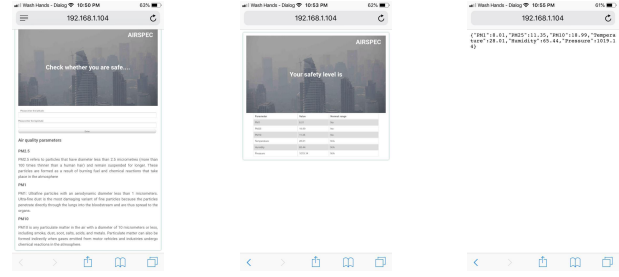 Wash Hands - Dialog 10:50 PM 63%
192.168.1.104
AIRSPEC
Check whether you are safe....
Air quality parameters
PM2.5
PM2.5 refers to particles that have diameter less than 2.5 micrometers (more than
100 times thinner than a human hair) and remain suspended for longer. These
particles are formed as a result of burning fuel and chemical reactions that take
place in the atmosphere
PM1
PM1: Ultrafine particles with an aerodynamic diameter less than 1 micrometers.
Ultra-fine dust is the most damaging variant of fine particles because the particles
penetrate directly through the lungs into the bloodstream and are thus spread to the
organs.
PM10
PM10 is any particulate matter in the air with a diameter of 10 micrometers or less,
including smoke, dust, soot, salts, acids, and metals. Particulate matter can also be
formed indirectly when gases emitted from motor vehicles and industries undergo
chemical reactions in the atmosphere.
Wash Hands - Dialog 10:53 PM 62%
192.168.1.104
AIRSPEC
Your safety level is
Parameter Value Normal range
Wash Hands - Dialog 10:55 PM 61%
192.168.1.104
{"PM1":8.01,"PM25":11.35,"PM10":18.99,"Tempera
ture":28.01,"Humidity":65.44,"Pressure":1019.1
4}